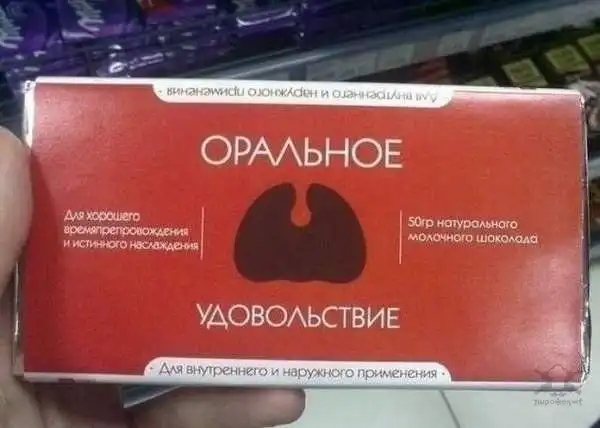 Для внутреннего и наружного применения
ОРАЛЬНОЕ
Для хорошего
времяпрепровождения
и истинного наслаждения
50гр натурального
молочного шоколада
УДОВОЛЬСТВИЕ
· Для внутреннего и наружного применения ·